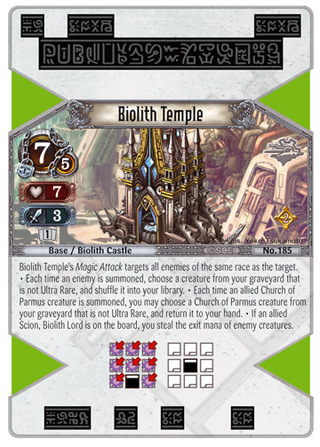 Biolith Temple
7
5
7
3
1
Illus. Yukio Tsukamoto
Base / Biolith Castle
No.185
Biolith Temple's Magic Attack targets all enemies of the same race as the target.
• Each time an enemy is summoned, choose a creature from your graveyard that
is not Ultra Rare, and shuffle it into your library. • Each time an allied Church of
Parmus creature is summoned, you may choose a Church of Parmus creature from
your graveyard that is not Ultra Rare, and return it to your hand. • If an allied
Scion, Biolith Lord is on the board, you steal the exit mana of enemy creatures.